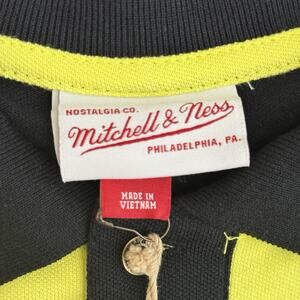 NOSTALGIA CO.
Mitchell & Ness
PHILADELPHIA, PA.
MADE IN
VIETNAM